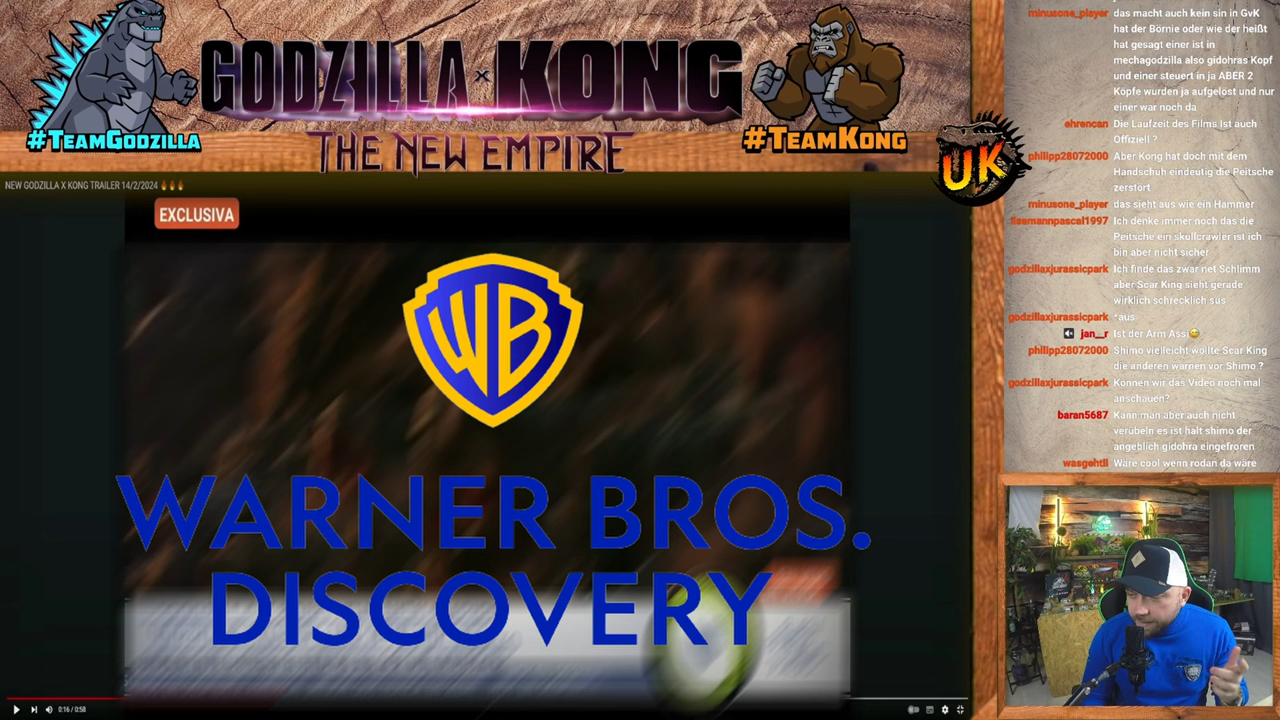 GODZILLA x KONG
THE NEW EMPIRE
#TEAMGODZILLA
#TEAMKONG
UK
NEW GODZILLA X KONG TRAILER 14/2/2024 🔥🔥🔥
EXCLUSIVA
WB
WARNER BROS.
DISCOVERY
0:16 / 0:58
minusone_player das macht auch kein sin in GvK
hat der Börnie oder wie der heißt
hat gesagt einer ist in
mechagodzilla also gidohras Kopf
und einer steuert in ja ABER 2
Köpfe wurden ja aufgelöst und nur
einer war noch da
ehrencan Die Laufzeit des Films Ist auch
Offiziell ?
philipp28072000 Aber Kong hat doch mit dem
Handschuh eindeutig die Peitsche
zerstört
minusone_player das sieht aus wie ein Hammer
Ich denke immer noch das die
Peitsche ein skullcrawler ist ich
bin aber nicht sicher
godzillaxjurassicpark Ich finde das zwar net Schlimm
aber Scar King sieht gerade
wirklich schrecklich sus
godzillaxjurassicpark *aus
jan__r Ist der Arm Assi😅
philipp28072000 Shimo vielleicht wollte Scar King
die anderen warnen vor Shimo ?
godzillaxjurassicpark Können wir das Video noch mal
anschauen?
baran5687 Kann man aber auch nicht
verübeln es ist halt shimo der
angeblich gidohra eingefroren
wasgehtll Wäre cool wenn rodan da wäre